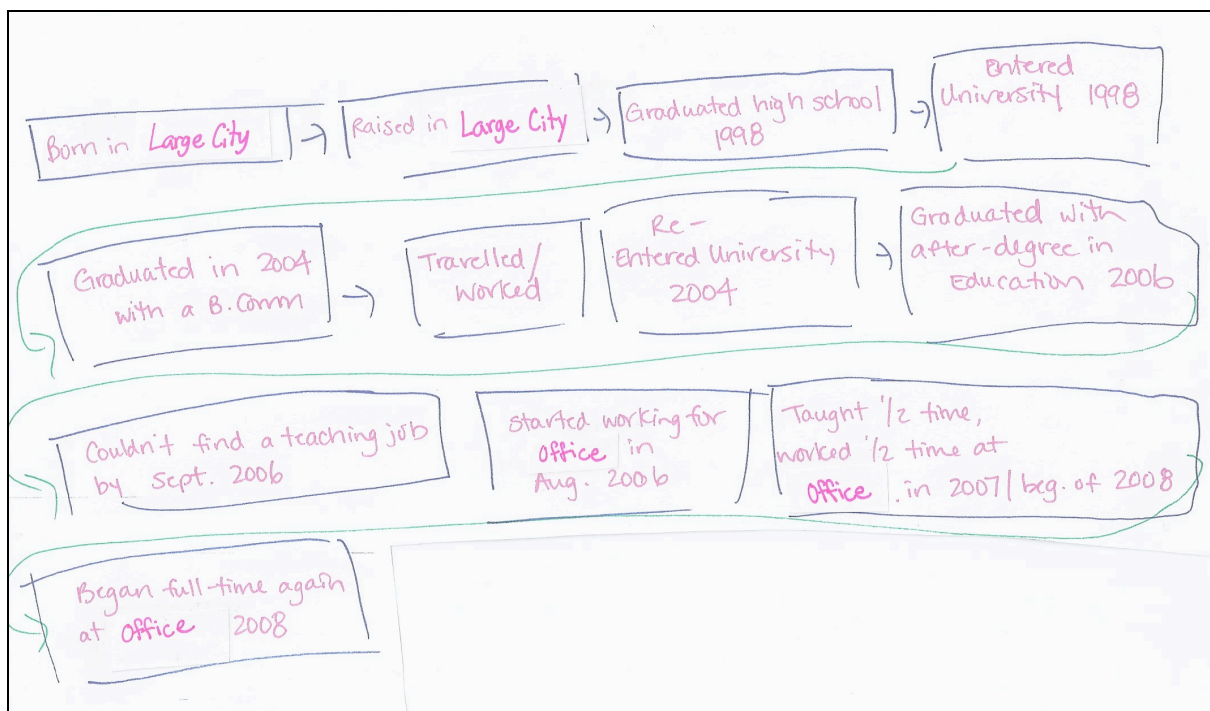 Born in Large City
Raised in Large City
Graduated high school
1998
Entered
University 1998
Graduated in 2004
with a B.Comm
Travelled/
worked
Re-
Entered University,
2004
Graduated with
after-degree in
Education 2006
Couldn't find a teaching job
by Sept. 2006
Started working for
Office in
Aug. 2006
Taught 1/2 time,
worked 1/2 time at
Office. in 2007/beg. of 2008
Began full-time again
at Office 2008